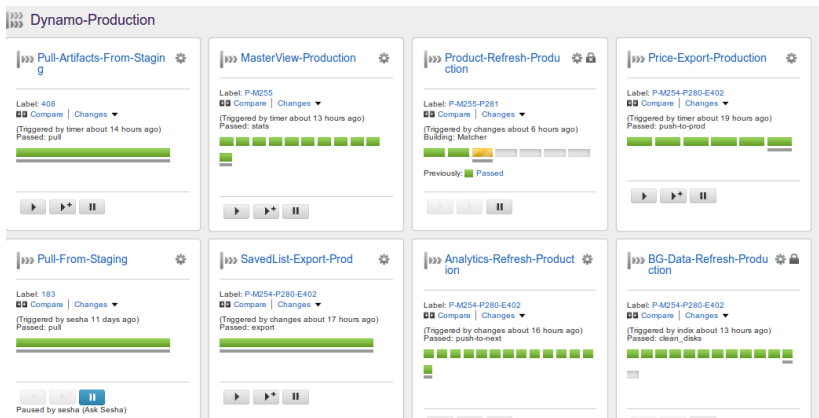 Dynamo-Production
Pull-Artifacts-From-Stagin
g
Label: 408
Compare | Changes
(Triggered by timer about 14 hours ago)
Passed: pull
MasterView-Production
Label: P-M255
Compare | Changes
(Triggered by timer about 13 hours ago)
Passed: stats
Product-Refresh-Produ
ction
Label: P-M255-P281
Compare | Changes
(Triggered by changes about 6 hours ago)
Building: Matcher
Previously: Passed
Price-Export-Production
Label: P-M254-P280-E402
Compare | Changes
(Triggered by timer about 19 hours ago)
Passed: push-to-prod
Pull-From-Staging
Label: 183
Compare | Changes
(Triggered by sesha 11 days ago)
Passed: pull
Paused by sesha (Ask Sesha)
SavedList-Export-Prod
Label: P-M254-P280-E402
Compare | Changes
(Triggered by changes about 17 hours ago)
Passed: export
Analytics-Refresh-Product
ion
Label: P-M254-P280-E402
Compare | Changes
(Triggered by changes about 16 hours ago)
Passed: push-to-next
BG-Data-Refresh-Produ
ction
Label: P-M254-P280-E402
Compare | Changes
(Triggered by indix about 13 hours ago)
Passed: clean_disks